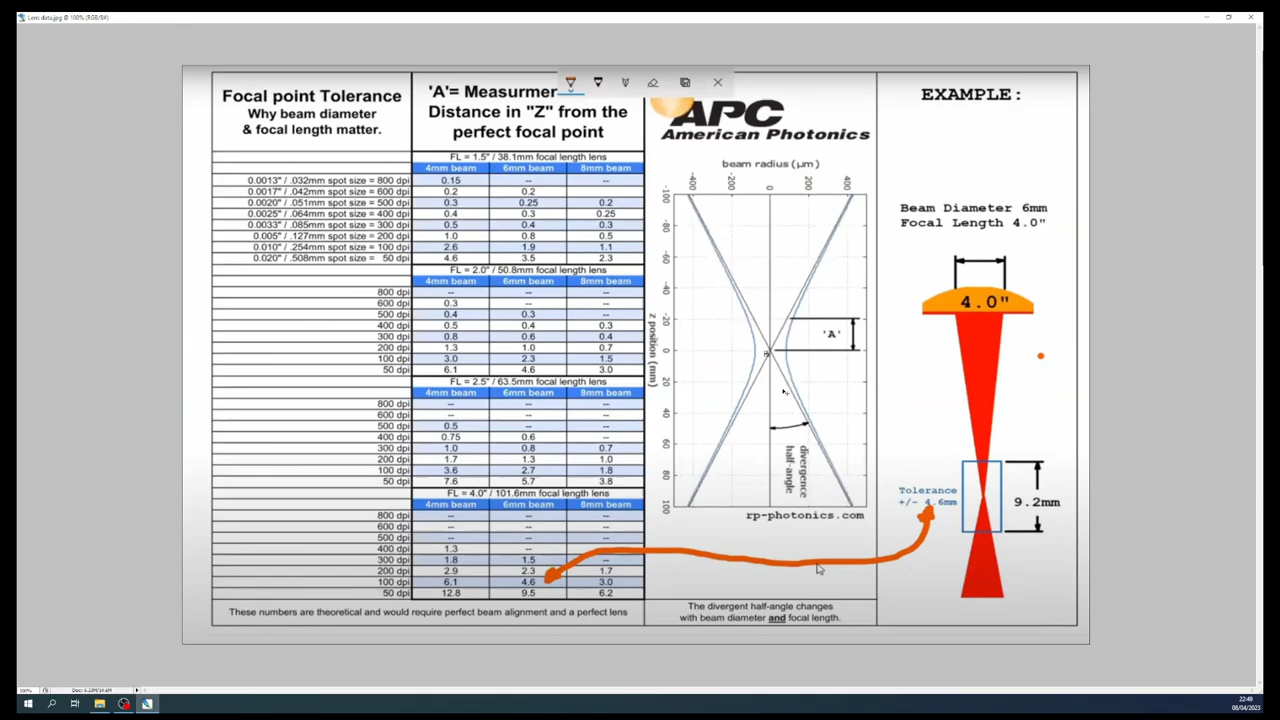 Lens data.jpg @ 100% (RGB/8#)
Focal point Tolerance
Why beam diameter
& focal length matter.
'A'= Measurmer
Distance in "Z" from the
perfect focal point
FL = 1.5" / 38.1mm focal length lens
4mm beam 6mm beam 8mm beam
0.0013" / .032mm spot size = 800 dpi 0.15 -- --
0.0017" / .042mm spot size = 600 dpi 0.2 0.2
0.0020" / .051mm spot size = 500 dpi 0.3 0.25 0.2
0.0025" / .064mm spot size = 400 dpi 0.4 0.3 0.25
0.0033" / .085mm spot size = 300 dpi 0.5 0.4 0.3
0.005" / .127mm spot size = 200 dpi 1.0 0.8 0.5
0.010" / .254mm spot size = 100 dpi 2.6 1.9 1.1
0.020" / .508mm spot size = 50 dpi 4.6 3.5 2.3
FL = 2.0" / 50.8mm focal length lens
4mm beam 6mm beam 8mm beam
800 dpi -- -- --
600 dpi 0.3 -- --
500 dpi 0.4 0.3 --
400 dpi 0.5 0.4 0.3
300 dpi 0.8 0.6 0.4
200 dpi 1.3 1.0 0.7
100 dpi 3.0 2.3 1.5
50 dpi 6.1 4.6 3.0
FL = 2.5" / 63.5mm focal length lens
4mm beam 6mm beam 8mm beam
800 dpi -- -- --
600 dpi -- -- --
500 dpi 0.5 -- --
400 dpi 0.75 0.6 --
300 dpi 1.0 0.8 0.7
200 dpi 1.7 1.3 1.0
100 dpi 3.6 2.7 1.8
50 dpi 7.6 5.7 3.8
FL = 4.0" / 101.6mm focal length lens
4mm beam 6mm beam 8mm beam
800 dpi -- -- --
600 dpi -- -- --
500 dpi -- -- --
400 dpi 1.3 --
300 dpi 1.8 1.5 --
200 dpi 2.9 2.3 1.7
100 dpi 6.1 4.6 3.0
50 dpi 12.8 9.5 6.2
These numbers are theoretical and would require perfect beam alignment and a perfect lens
APC
American Photonics
beam radius (µm)
-400 -200 0 200 400
-100
-80
-60
-40
-20
0
20
40
60
80
100
z position (mm)
'A'
divergence
half-angle
rp-photonics.com
The divergent half-angle changes
with beam diameter and focal length.
EXAMPLE:
Beam Diameter 6mm
Focal Length 4.0"
4.0"
Tolerance
+/- 4.6mm
9.2mm
100%
Doc: 6.23M/24.6M
22:49
08/04/2023